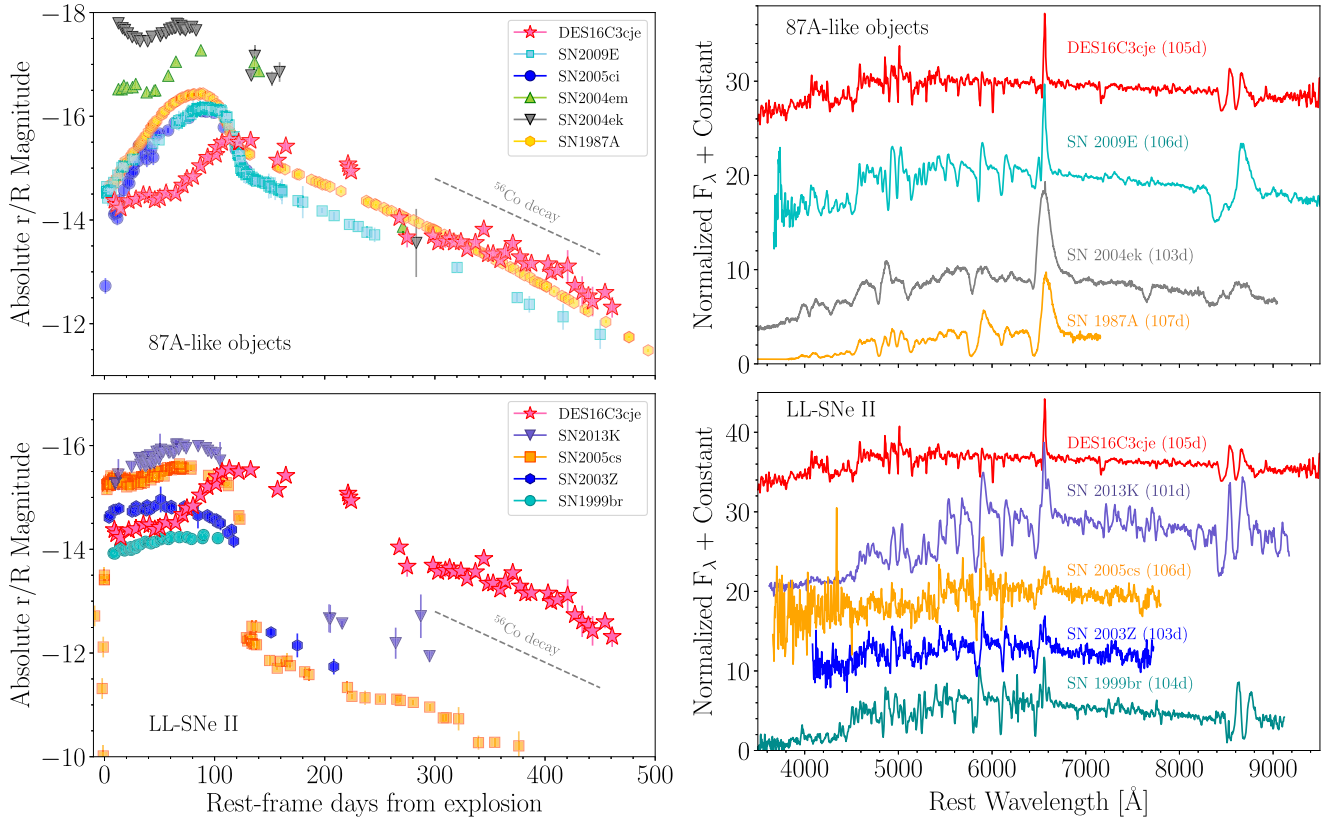 −18
−16
−14
−12
Absolute r/R Magnitude
DES16C3cje
SN2009E
SN2005ci
SN2004em
SN2004ek
SN1987A
56Co decay
87A-like objects
30
20
10
0
Normalized Fλ + Constant
87A-like objects
DES16C3cje (105d)
SN 2009E (106d)
SN 2004ek (103d)
SN 1987A (107d)
−16
−14
−12
−10
Absolute r/R Magnitude
DES16C3cje
SN2013K
SN2005cs
SN2003Z
SN1999br
56Co decay
LL-SNe II
0 100 200 300 400 500
Rest-frame days from explosion
40
30
20
10
0
Normalized Fλ + Constant
LL-SNe II
DES16C3cje (105d)
SN 2013K (101d)
SN 2005cs (106d)
SN 2003Z (103d)
SN 1999br (104d)
4000 5000 6000 7000 8000 9000
Rest Wavelength [Å]